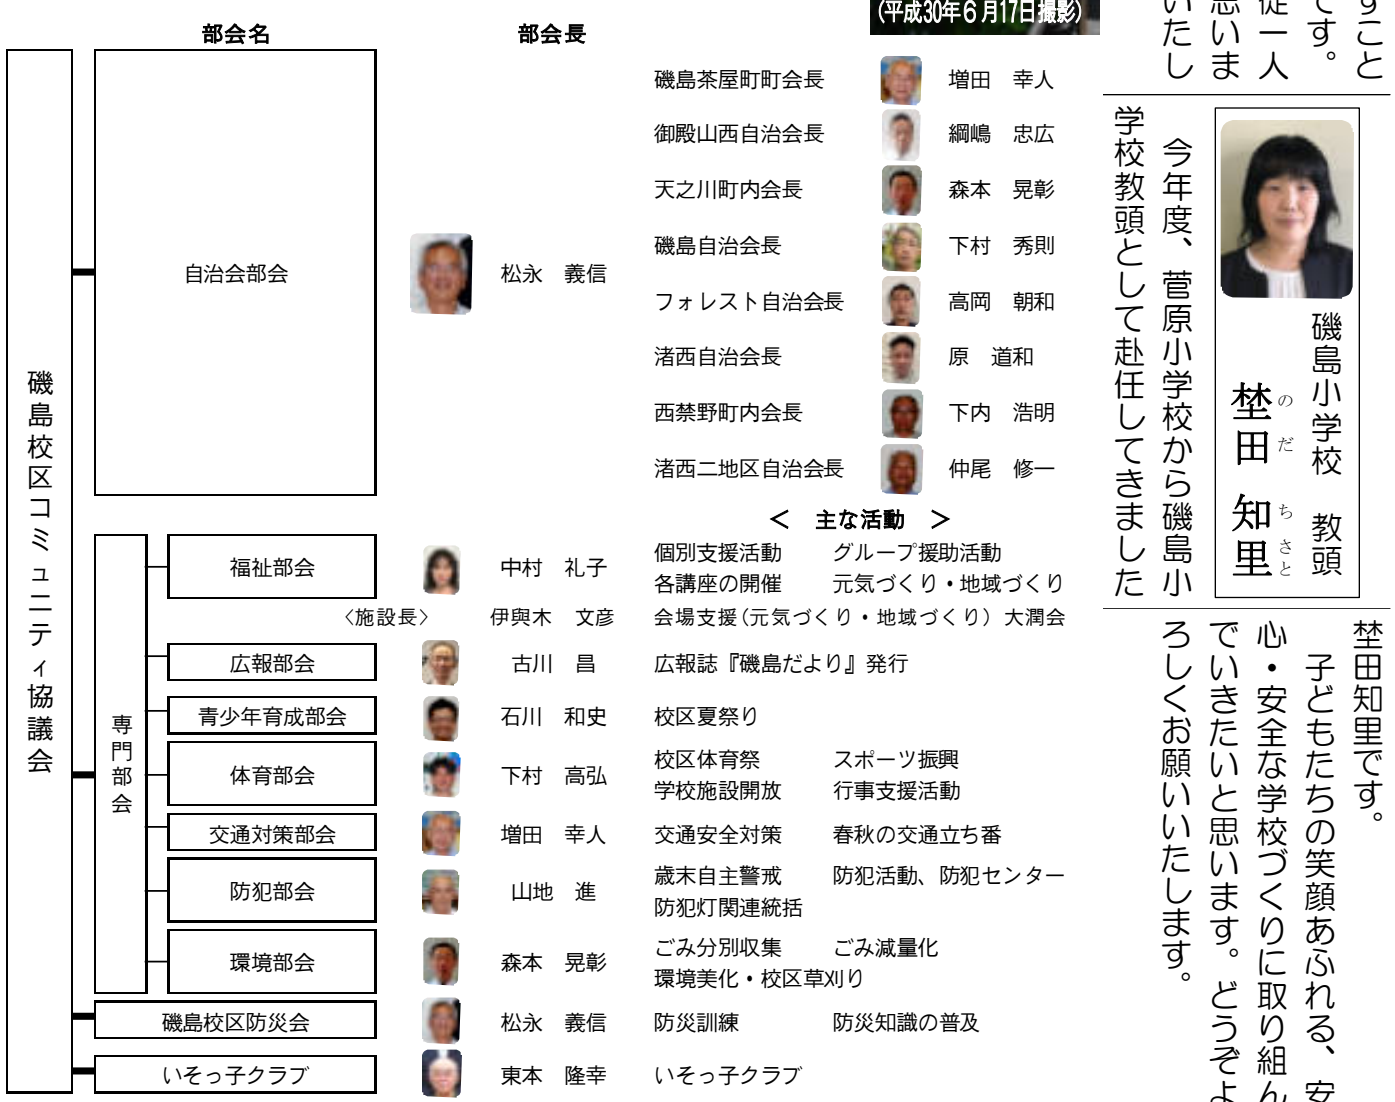 (平成30年6月17日撮影)
部会名 部会長
磯島校区コミュニティ協議会
自治会部会 松永 義信
磯島茶屋町町会長 増田 幸人
御殿山西自治会長 綱嶋 忠広
天之川町内会長 森本 晃彰
磯島自治会長 下村 秀則
フォレスト自治会長 高岡 朝和
渚西自治会長 原 道和
西禁野町内会長 下内 浩明
渚西二地区自治会長 仲尾 修一
＜ 主な活動 ＞
専門部会
福祉部会 中村 礼子 個別支援活動 グループ援助活動
各講座の開催 元気づくり・地域づくり
〈施設長〉 伊與木 文彦 会場支援(元気づくり・地域づくり) 大潤会
広報部会 古川 昌 広報誌『磯島だより』発行
青少年育成部会 石川 和史 校区夏祭り
体育部会 下村 高弘 校区体育祭 スポーツ振興
学校施設開放 行事支援活動
交通対策部会 増田 幸人 交通安全対策 春秋の交通立ち番
防犯部会 山地 進 歳末自主警戒 防犯活動、防犯センター
防犯灯関連統括
環境部会 森本 晃彰 ごみ分別収集 ごみ減量化
環境美化・校区草刈り
磯島校区防災会 松永 義信 防災訓練 防災知識の普及
いそっ子クラブ 東本 隆幸 いそっ子クラブ
すこと
です。
従一人
思いま
いたし
磯島小学校 教頭
のだ ちさと
埜田 知里
今年度、菅原小学校から磯島小
学校教頭として赴任してきました
埜田知里です。
子どもたちの笑顔あふれる、安
心・安全な学校づくりに取り組ん
でいきたいと思います。どうぞよ
ろしくお願いいたします。